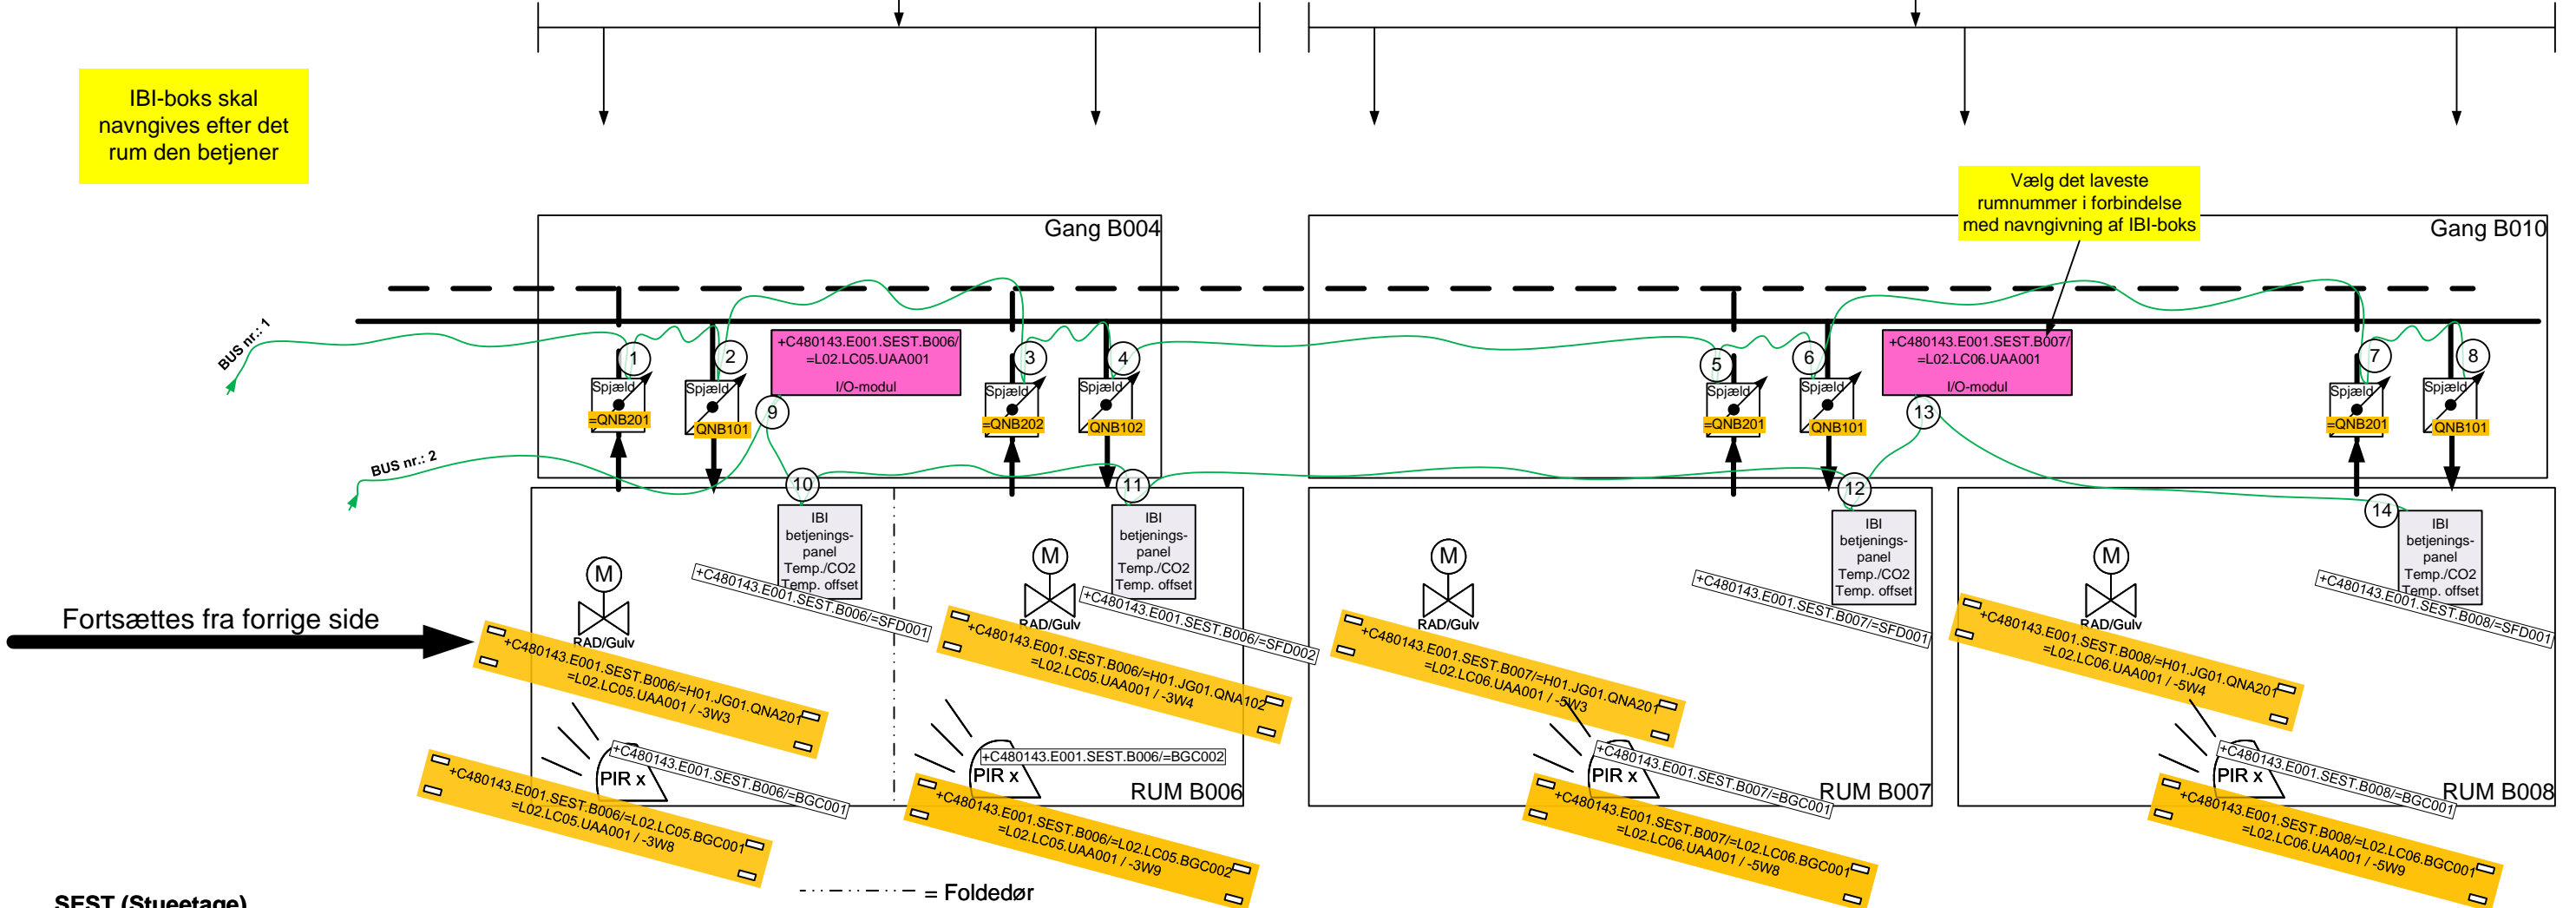 IBI-boks skal
navngives efter det
rum den betjener
Vælg det laveste
rumnummer i forbindelse
med navngivning af IBI-boks
Gang B004
Gang B010
BUS nr.: 1
1
2
+C480143.E001.SEST.B006/
=L02.LC05.UAA001
I/O-modul
3
4
5
6
+C480143.E001.SEST.B007/
=L02.LC06.UAA001
I/O-modul
7
8
Spjæld
=QNB201
Spjæld
QNB101
9
Spjæld
=QNB202
Spjæld
QNB102
Spjæld
=QNB201
Spjæld
QNB101
13
Spjæld
=QNB201
Spjæld
QNB101
BUS nr.: 2
10
11
12
14
IBI
betjenings-
panel
Temp./CO2
Temp. offset
IBI
betjenings-
panel
Temp./CO2
Temp. offset
IBI
betjenings-
panel
Temp./CO2
Temp. offset
IBI
betjenings-
panel
Temp./CO2
Temp. offset
M
RAD/Gulv
M
M
RAD/Gulv
M
RAD/Gulv
+C480143.E001.SEST.B006/=SFD001
+C480143.E001.SEST.B006/=SFD002
+C480143.E001.SEST.B007/=SFD001
+C480143.E001.SEST.B008/=SFD001
Fortsættes fra forrige side
+C480143.E001.SEST.B006/=H01.JG01.QNA201
=L02.LC05.UAA001 / -3W3
+C480143.E001.SEST.B006/=H01.JG01.QNA102
=L02.LC05.UAA001 / -3W4
RAD/Gulv
+C480143.E001.SEST.B007/=H01.JG01.QNA201
=L02.LC06.UAA001 / -5W3
+C480143.E001.SEST.B008/=H01.JG01.QNA201
=L02.LC06.UAA001 / -5W4
PIR x
+C480143.E001.SEST.B006/=BGC001
PIR x
+C480143.E001.SEST.B006/=BGC002
PIR x
+C480143.E001.SEST.B007/=BGC001
PIR x
+C480143.E001.SEST.B008/=BGC001
RUM B006
RUM B007
RUM B008
+C480143.E001.SEST.B006/=L02.LC05.BGC001
=L02.LC05.UAA001 / -3W8
+C480143.E001.SEST.B006/=L02.LC05.BGC002
=L02.LC05.UAA001 / -3W9
+C480143.E001.SEST.B007/=L02.LC06.BGC001
=L02.LC06.UAA001 / -5W8
+C480143.E001.SEST.B008/=L02.LC06.BGC001
=L02.LC06.UAA001 / -5W9
= Foldedør
SEST (Stueetage)